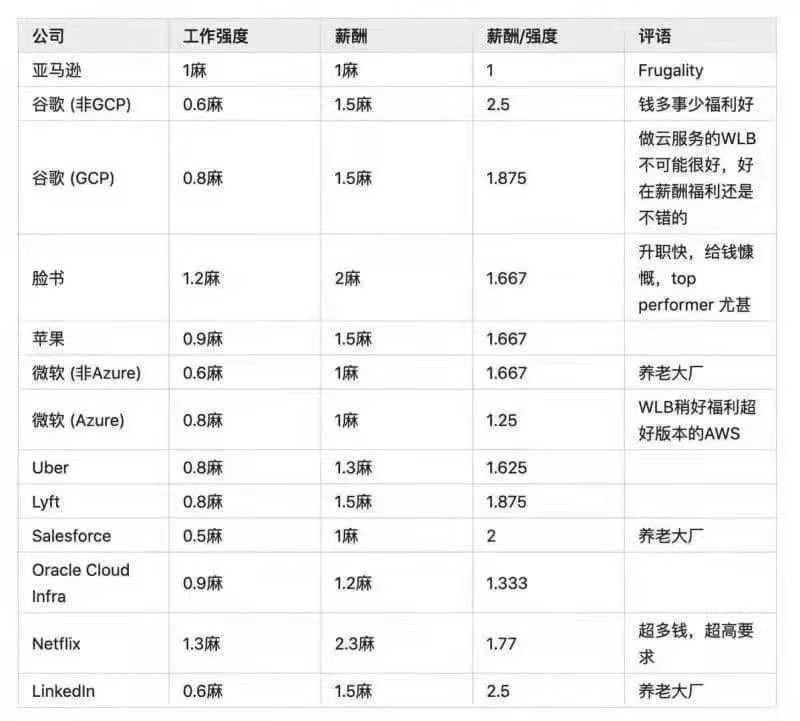 公司 工作强度 薪酬 薪酬/强度 评语
亚马逊 1麻 1麻 1 Frugality
谷歌 (非GCP) 0.6麻 1.5麻 2.5 钱多事少福利好
谷歌 (GCP) 0.8麻 1.5麻 1.875 做云服务的WLB
不可能很好，好
在薪酬福利还是
不错的
脸书 1.2麻 2麻 1.667 升职快，给钱慷
慨，top
performer 尤甚
苹果 0.9麻 1.5麻 1.667
微软 (非Azure) 0.6麻 1麻 1.667 养老大厂
微软 (Azure) 0.8麻 1麻 1.25 WLB稍好福利超
好版本的AWS
Uber 0.8麻 1.3麻 1.625
Lyft 0.8麻 1.5麻 1.875
Salesforce 0.5麻 1麻 2 养老大厂
Oracle Cloud
Infra 0.9麻 1.2麻 1.333
Netflix 1.3麻 2.3麻 1.77 超多钱，超高要
求
LinkedIn 0.6麻 1.5麻 2.5 养老大厂